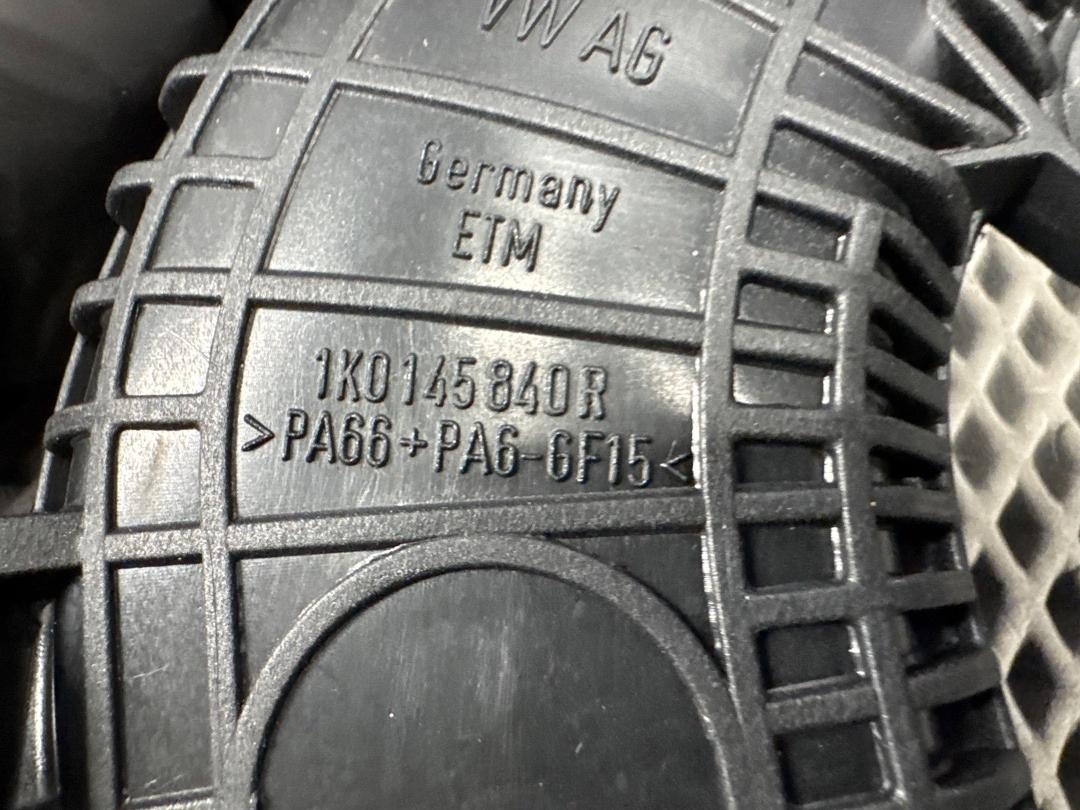 VW AG
Germany
ETM
1K0 145 840 R
>PA66+PA6-GF15<